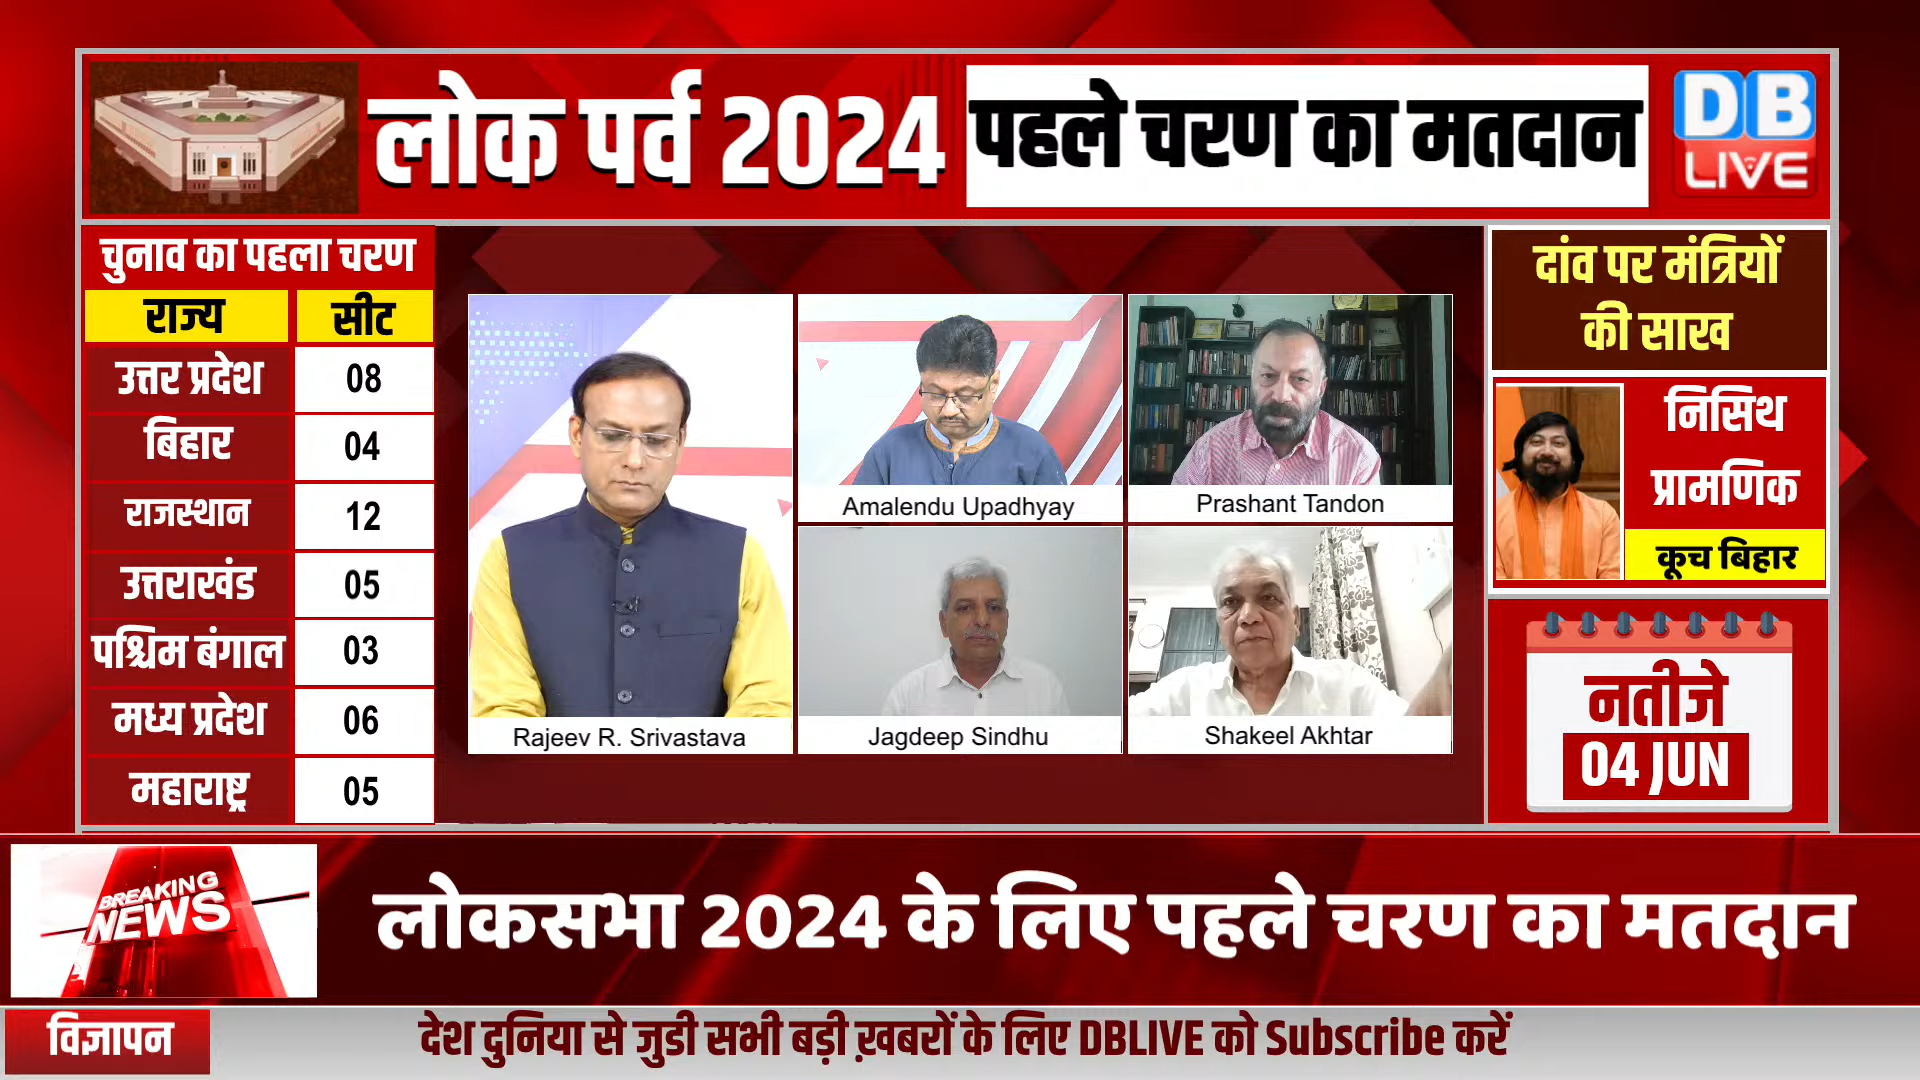 लोक पर्व 2024
पहले चरण का मतदान
DB
LIVE
चुनाव का पहला चरण
राज्य सीट
उत्तर प्रदेश 08
बिहार 04
राजस्थान 12
उत्तराखंड 05
पश्चिम बंगाल 03
मध्य प्रदेश 06
महाराष्ट्र 05
Rajeev R. Srivastava
Amalendu Upadhyay
Prashant Tandon
Jagdeep Sindhu
Shakeel Akhtar
दांव पर मंत्रियों
की साख
निसिथ
प्रामणिक
कूच बिहार
नतीजे
04 JUN
BREAKING
NEWS
लोकसभा 2024 के लिए पहले चरण का मतदान
विज्ञापन
देश दुनिया से जुडी सभी बड़ी ख़बरों के लिए DBLIVE को Subscribe करें